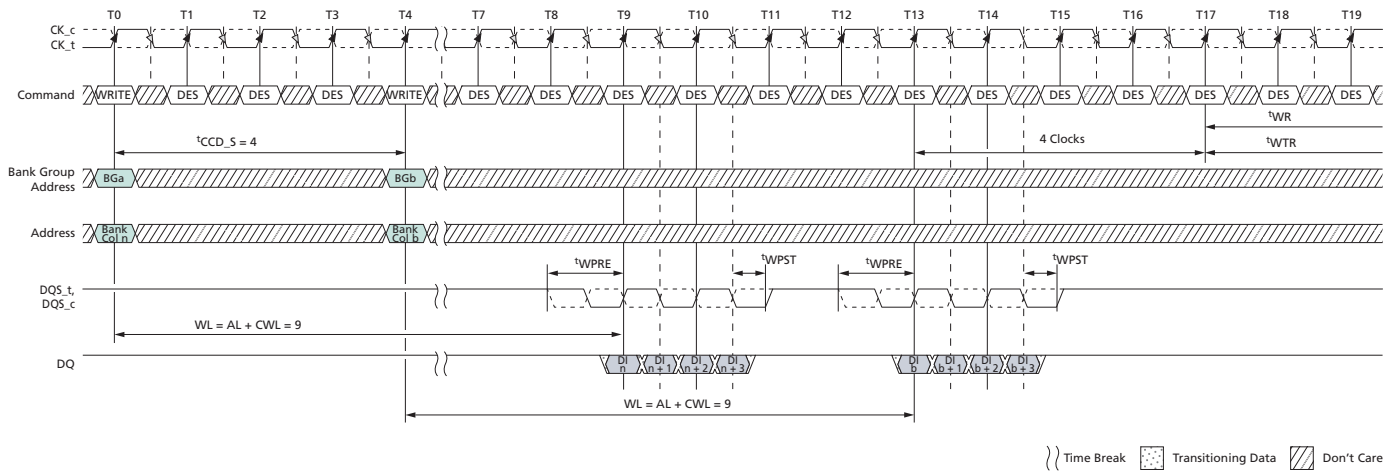 T0 T1 T2 T3 T4 T7 T8 T9 T10 T11 T12 T13 T14 T15 T16 T17 T18 T19
CK_c
CK_t
Command WRITE DES DES DES WRITE DES DES DES DES DES DES DES DES DES DES DES DES DES
tWR
tCCD_S = 4 4 Clocks tWTR
Bank Group
Address BGa BGb
Address Bank
Col n Bank
Col b
tWPRE tWPST tWPRE tWPST
DQS_t,
DQS_c
WL = AL + CWL = 9
DQ DI
n DI
n + 1 DI
n + 2 DI
n + 3 DI
b DI
b + 1 DI
b + 2 DI
b + 3
WL = AL + CWL = 9
Time Break Transitioning Data Don't Care